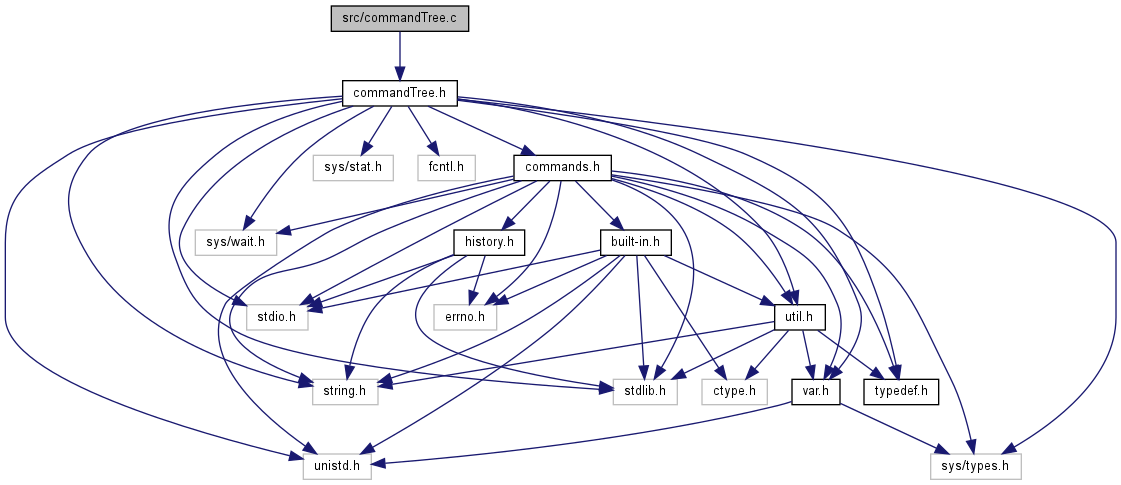 src/commandTree.c
commandTree.h
sys/stat.h
fcntl.h
commands.h
sys/wait.h
history.h
built-in.h
stdio.h
errno.h
util.h
string.h
stdlib.h
ctype.h
var.h
typedef.h
unistd.h
sys/types.h